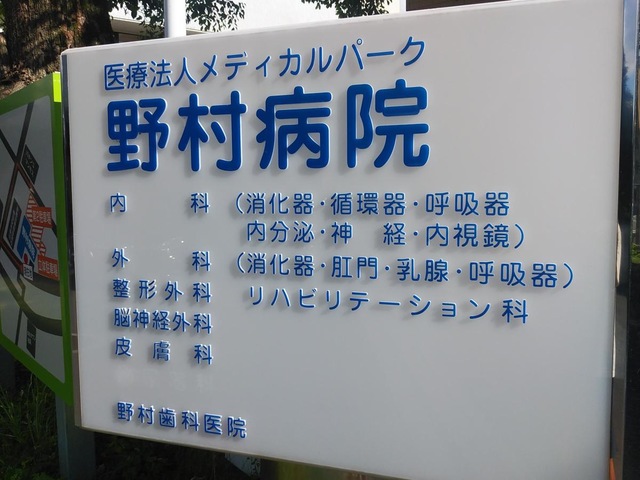 医療法人メディカルパーク
野村病院
内　科（消化器・循環器・呼吸器
内分泌・神　経・内視鏡）
外　科（消化器・肛門・乳腺・呼吸器）
整形外科　リハビリテーション科
脳神経外科
皮膚科
野村歯科医院